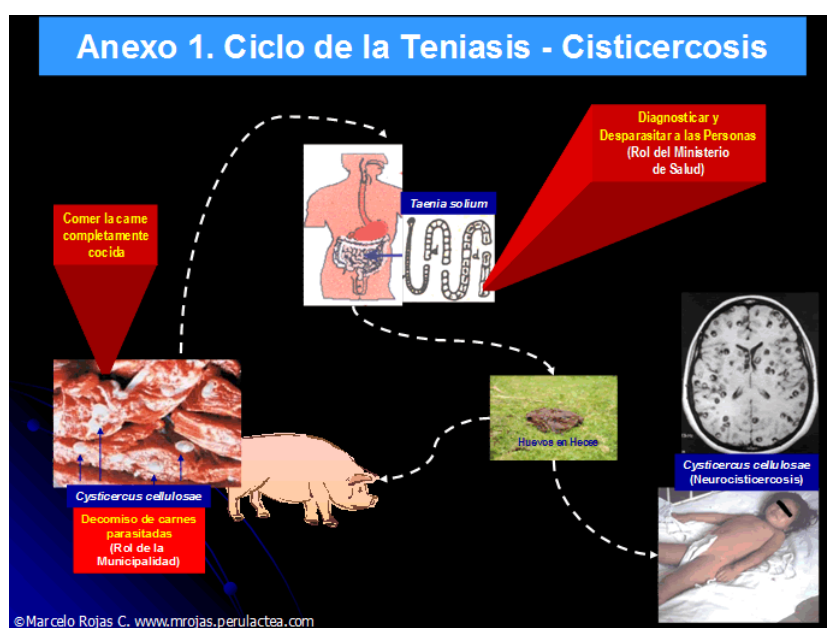 Anexo 1. Ciclo de la Teniasis - Cisticercosis
Diagnosticar y
Desparasitar a las Personas
(Rol del Ministerio
de Salud)
Taenia solium
Comer la carne
completamente
cocida
Huevos en Heces
Cysticercus cellulosae
(Neurocisticercosis)
Cysticercus cellulosae
Decomiso de carnes
parasitadas
(Rol de la
Municipalidad)
©Marcelo Rojas C. www.mrojas.perulactea.com